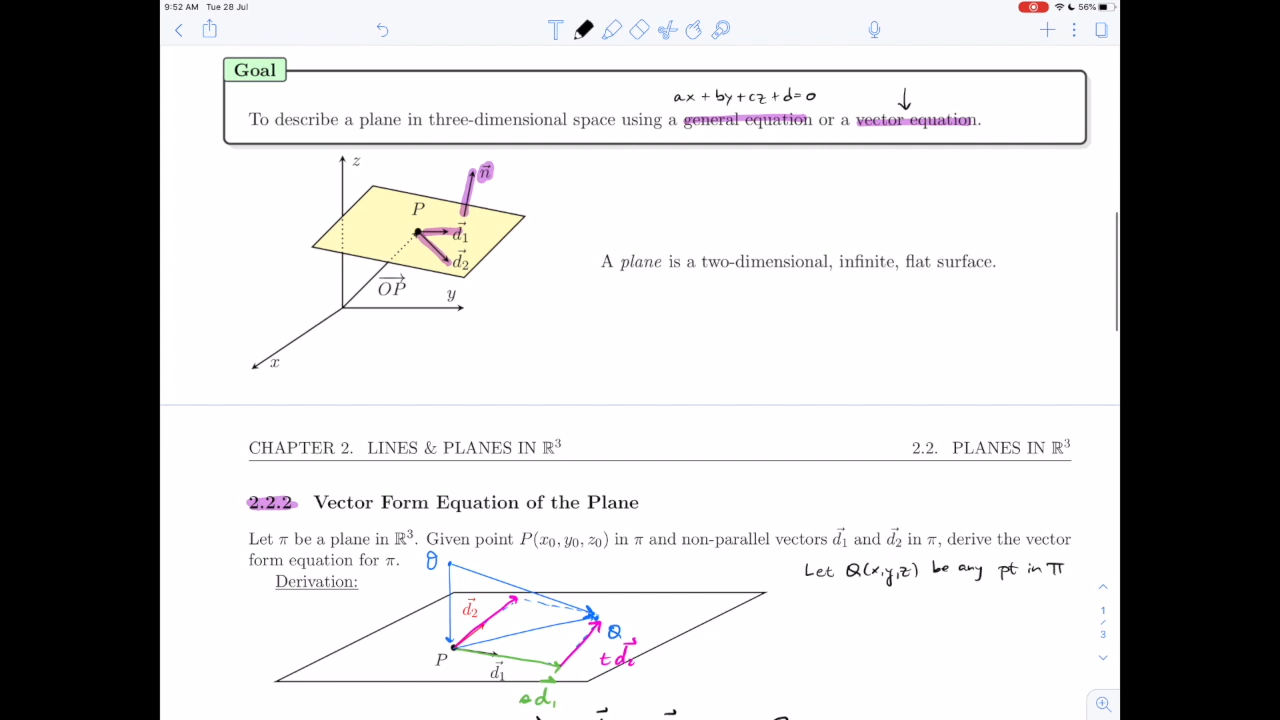 9:52 AM Tue 28 Jul
56%
Goal
ax + by + cz + d = 0
To describe a plane in three-dimensional space using a general equation or a vector equation.
z
n⃗
P
d⃗₁
d⃗₂
OP⃗
y
x
A plane is a two-dimensional, infinite, flat surface.
CHAPTER 2. LINES & PLANES IN ℝ³ 2.2. PLANES IN ℝ³
2.2.2 Vector Form Equation of the Plane
Let π be a plane in ℝ³. Given point P(x₀, y₀, z₀) in π and non-parallel vectors d⃗₁ and d⃗₂ in π, derive the vector
form equation for π.
Let Q(x,y,z) be any pt in π
Derivation:
O
d⃗₂
Q
P
d⃗₁
t d⃗₂
s d⃗₁
1
/
3